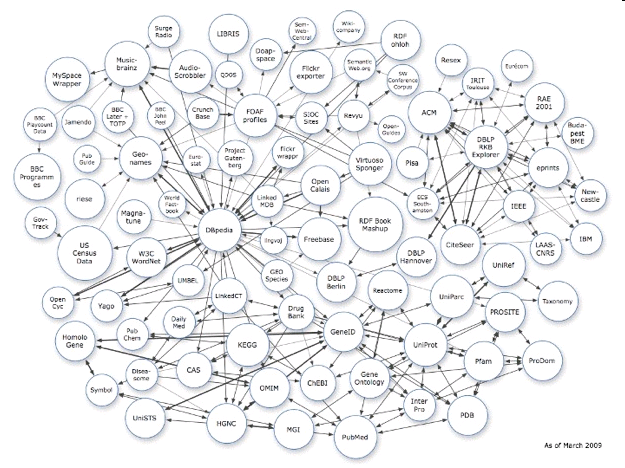 Surge
Radio
LIBRIS
Sem-
Web-
Central
Wiki-
company
RDF
ohloh
Music-
brainz
Audio-
Scrobbler
Doap-
space
Flickr
exporter
Semantic
Web.org
SW
Conference
Corpus
Resex
IRIT
Toulouse
Eurécom
MySpace
Wrapper
QDOS
RAE
2001
BBC
Playcount
Data
Jamendo
BBC
Later +
TOTP
BBC
John
Peel
Crunch
Base
FOAF
profiles
SIOC
Sites
Revyu
Open-
Guides
ACM
DBLP
RKB
Explorer
Buda-
pest
BME
BBC
Programm
es
Pub
Guide
Geo-
names
Euro-
stat
Project
Guten-
berg
flickr
wrappr
Virtuoso
Sponger
Pisa
eprints
riese
World
Fact-
book
Linked
MDB
Open
Calais
RDF Book
Mashup
ECS
South-
ampton
IEEE
New-
castle
Gov-
Track
Magna-
tune
DBpedia
lingvoj
Freebase
CiteSeer
LAAS-
CNRS
IBM
US
Census
Data
W3C
WordNet
DBLP
Hannover
UniRef
UMBEL
GEO
Species
DBLP
Berlin
Reactome
UniParc
Taxonomy
Open
Cyc
Yago
LinkedCT
Drug
Bank
PROSITE
Daily
Med
Homolo
Gene
Pub
Chem
KEGG
GeneID
UniProt
Pfam
ProDom
Disea-
some
CAS
ChEBI
Gene
Ontology
Symbol
OMIM
Inter
Pro
PDB
UniSTS
HGNC
MGI
PubMed
As of March 2009